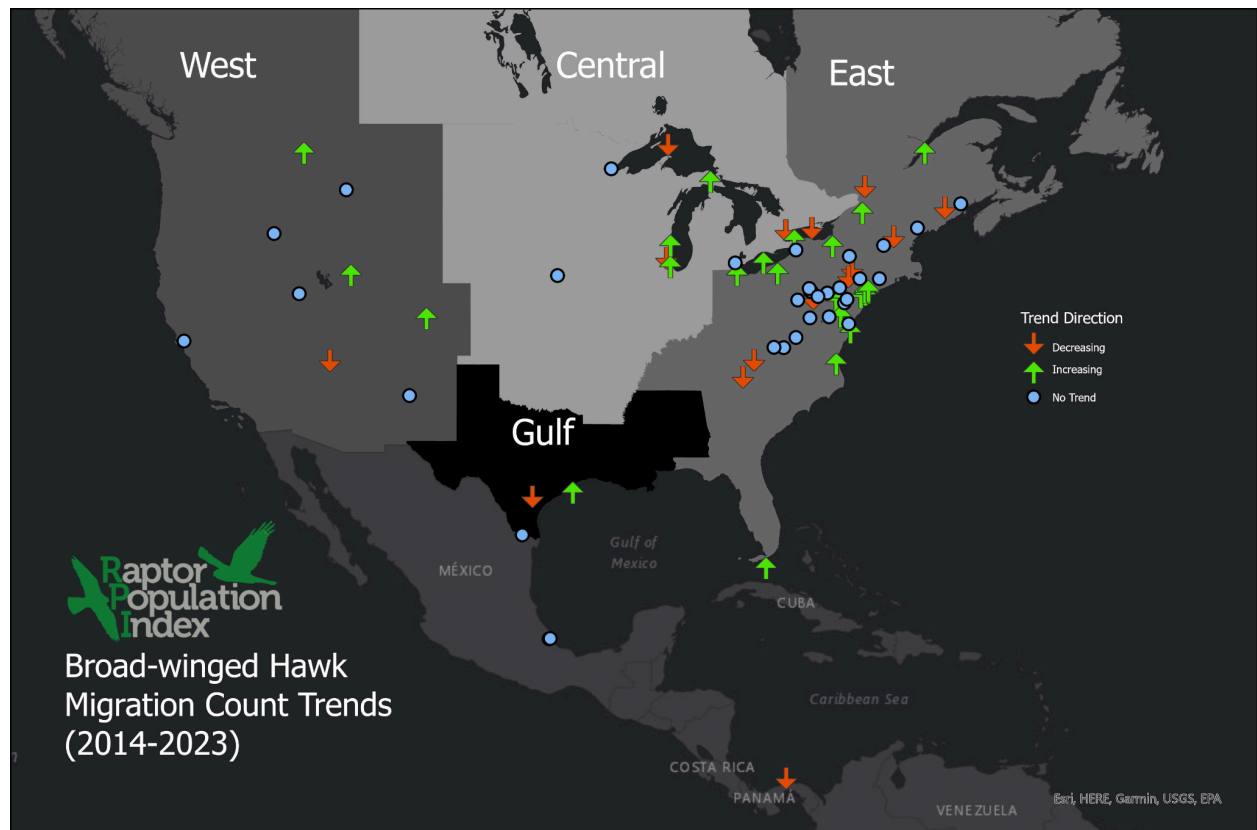 West
Central
East
Trend Direction
Decreasing
Increasing
No Trend
Gulf
Gulf of
Mexico
MÉXICO
CUBA
Raptor
Population
Index
Broad-winged Hawk
Migration Count Trends
(2014-2023)
Caribbean Sea
COSTA RICA
PANAMÁ
VENEZUELA
Esri, HERE, Garmin, USGS, EPA